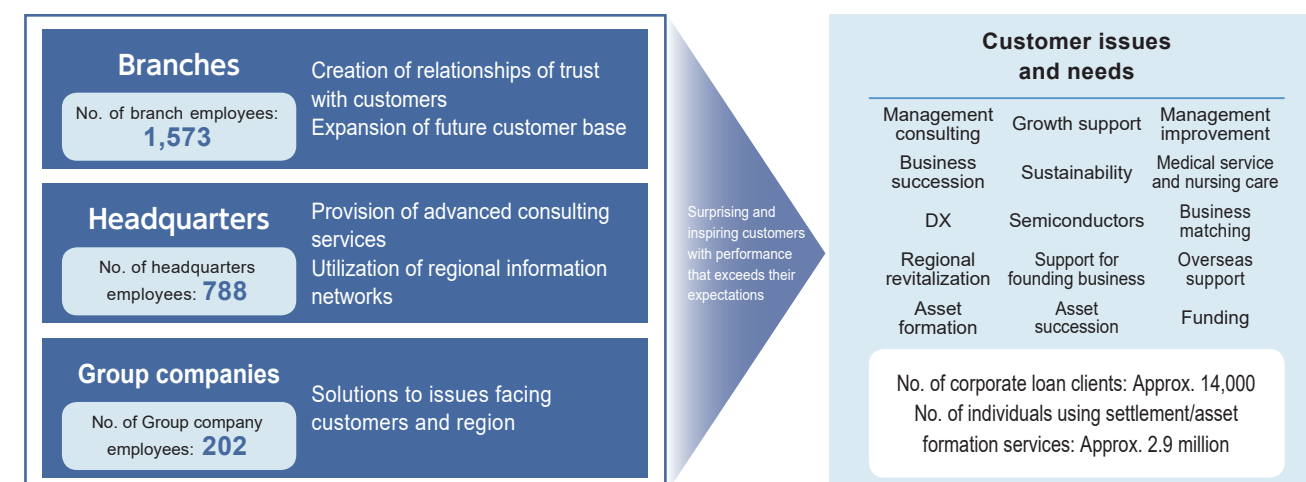 Branches
No. of branch employees:
1,573
Creation of relationships of trust
with customers
Expansion of future customer base
Headquarters
No. of headquarters
employees: 788
Provision of advanced consulting
services
Utilization of regional information
networks
Group companies
No. of Group company
employees: 202
Solutions to issues facing
customers and region
Surprising and
inspiring customers
with performance
that exceeds their
expectations
Customer issues
and needs
Management
consulting
Growth support
Management
improvement
Business
succession
Sustainability
Medical service
and nursing care
DX
Semiconductors
Business
matching
Regional
revitalization
Support for
founding business
Overseas
support
Asset
formation
Asset
succession
Funding
No. of corporate loan clients: Approx. 14,000
No. of individuals using settlement/asset
formation services: Approx. 2.9 million